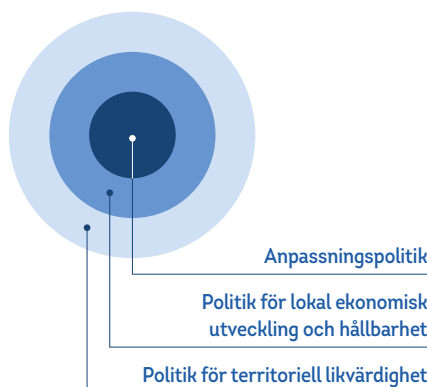 Anpassningspolitik
Politik för lokal ekonomisk
utveckling och hållbarhet
Politik för territoriell likvärdighet